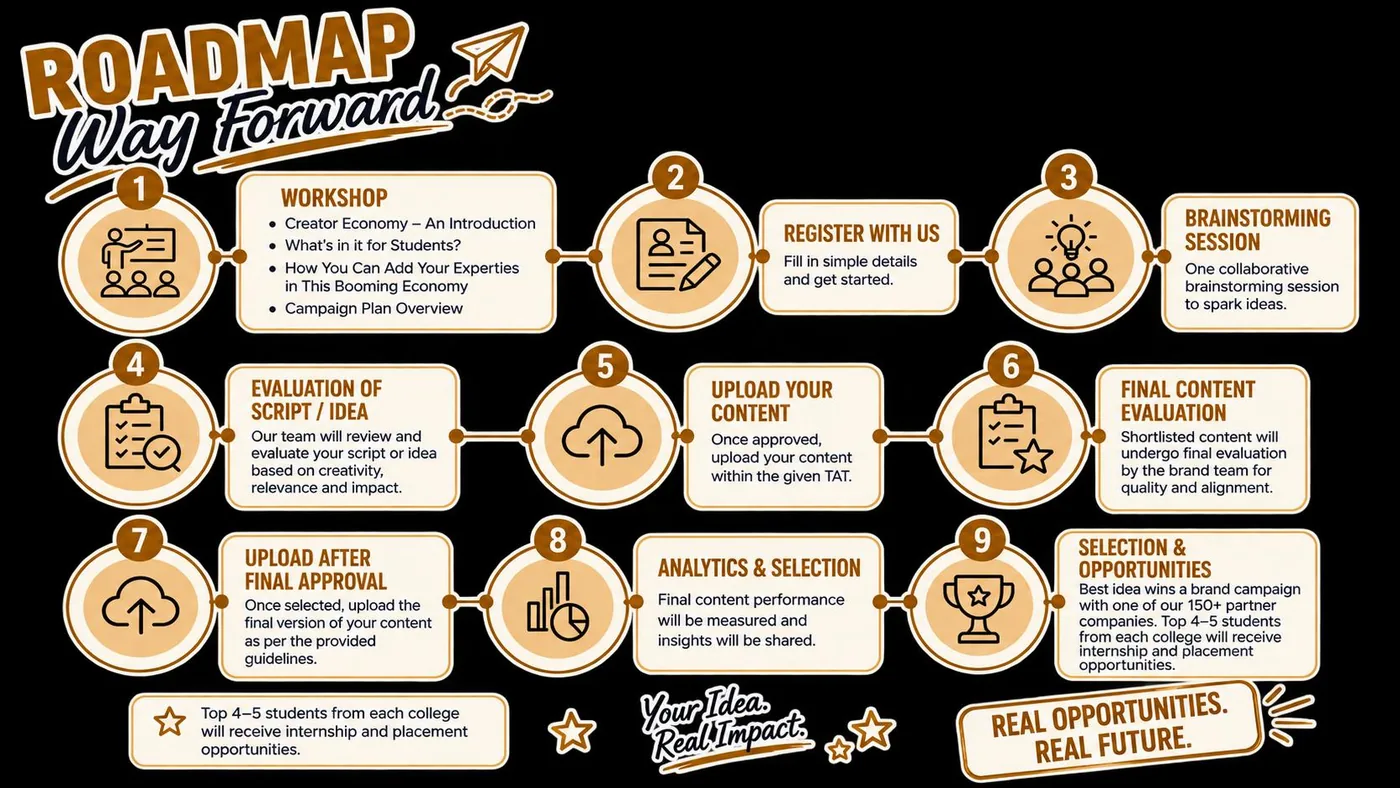 ROADMAP
Way Forward
1
WORKSHOP
• Creator Economy – An Introduction
• What's in it for Students?
• How You Can Add Your Experties
in This Booming Economy
• Campaign Plan Overview
2
REGISTER WITH US
Fill in simple details
and get started.
3
BRAINSTORMING
SESSION
One collaborative
brainstorming session
to spark ideas.
4
EVALUATION OF
SCRIPT / IDEA
Our team will review and
evaluate your script or idea
based on creativity,
relevance and impact.
5
UPLOAD YOUR
CONTENT
Once approved,
upload your content
within the given TAT.
6
FINAL CONTENT
EVALUATION
Shortlisted content will
undergo final evaluation
by the brand team for
quality and alignment.
7
UPLOAD AFTER
FINAL APPROVAL
Once selected, upload the
final version of your content
as per the provided
guidelines.
8
ANALYTICS & SELECTION
Final content performance
will be measured and
insights will be shared.
9
SELECTION &
OPPORTUNITIES
Best idea wins a brand campaign
with one of our 150+ partner
companies. Top 4–5 students
from each college will receive
internship and placement
opportunities.
Top 4–5 students from each college
will receive internship and placement
opportunities.
Your Idea.
Real Impact.
REAL OPPORTUNITIES.
REAL FUTURE.